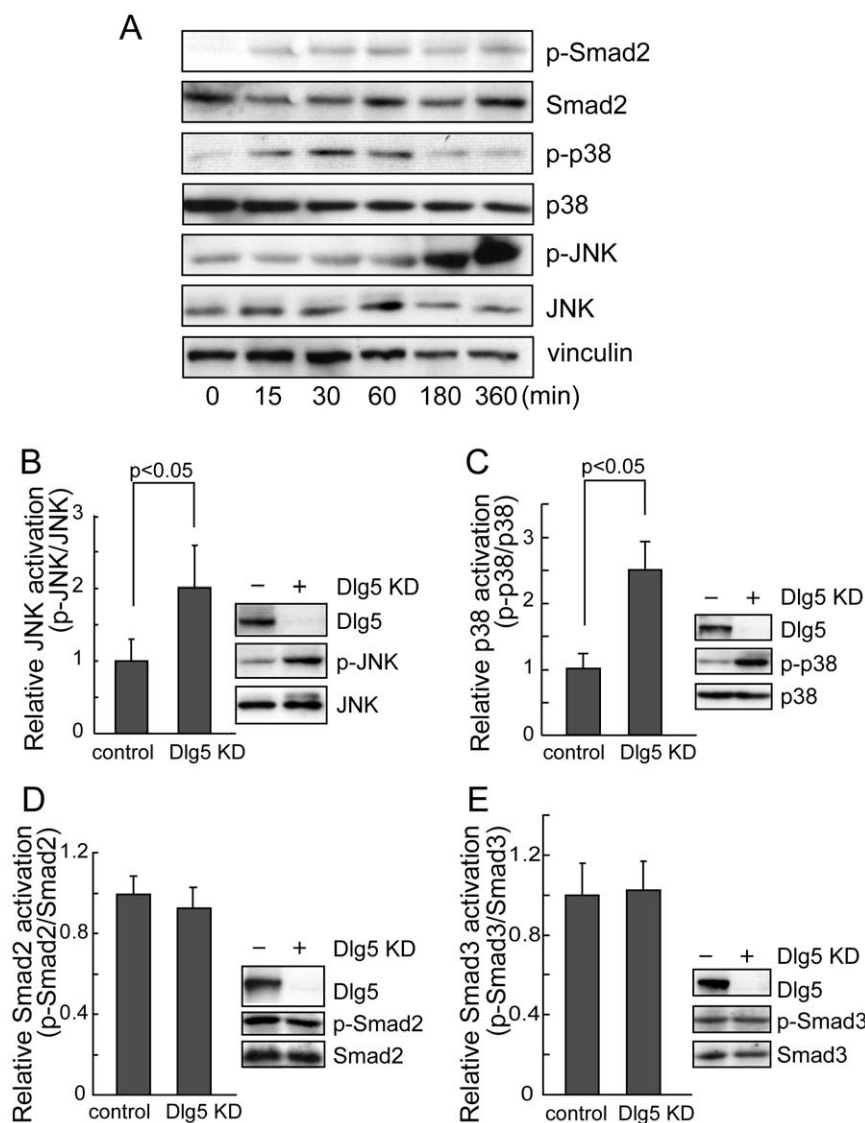 A
p-Smad2
Smad2
p-p38
p38
p-JNK
JNK
vinculin
0 15 30 60 180 360 (min)
B
p<0.05
Relative JNK activation
(p-JNK/JNK)
3
2
1
0
control Dlg5 KD
– + Dlg5 KD
Dlg5
p-JNK
JNK
C
p<0.05
Relative p38 activation
(p-p38/p38)
3
2
1
0
control Dlg5 KD
– + Dlg5 KD
Dlg5
p-p38
p38
D
Relative Smad2 activation
(p-Smad2/Smad2)
1.2
0.8
0.4
0
control Dlg5 KD
– + Dlg5 KD
Dlg5
p-Smad2
Smad2
E
Relative Smad3 activation
(p-Smad3/Smad3)
1.2
0.8
0.4
0
control Dlg5 KD
– + Dlg5 KD
Dlg5
p-Smad3
Smad3